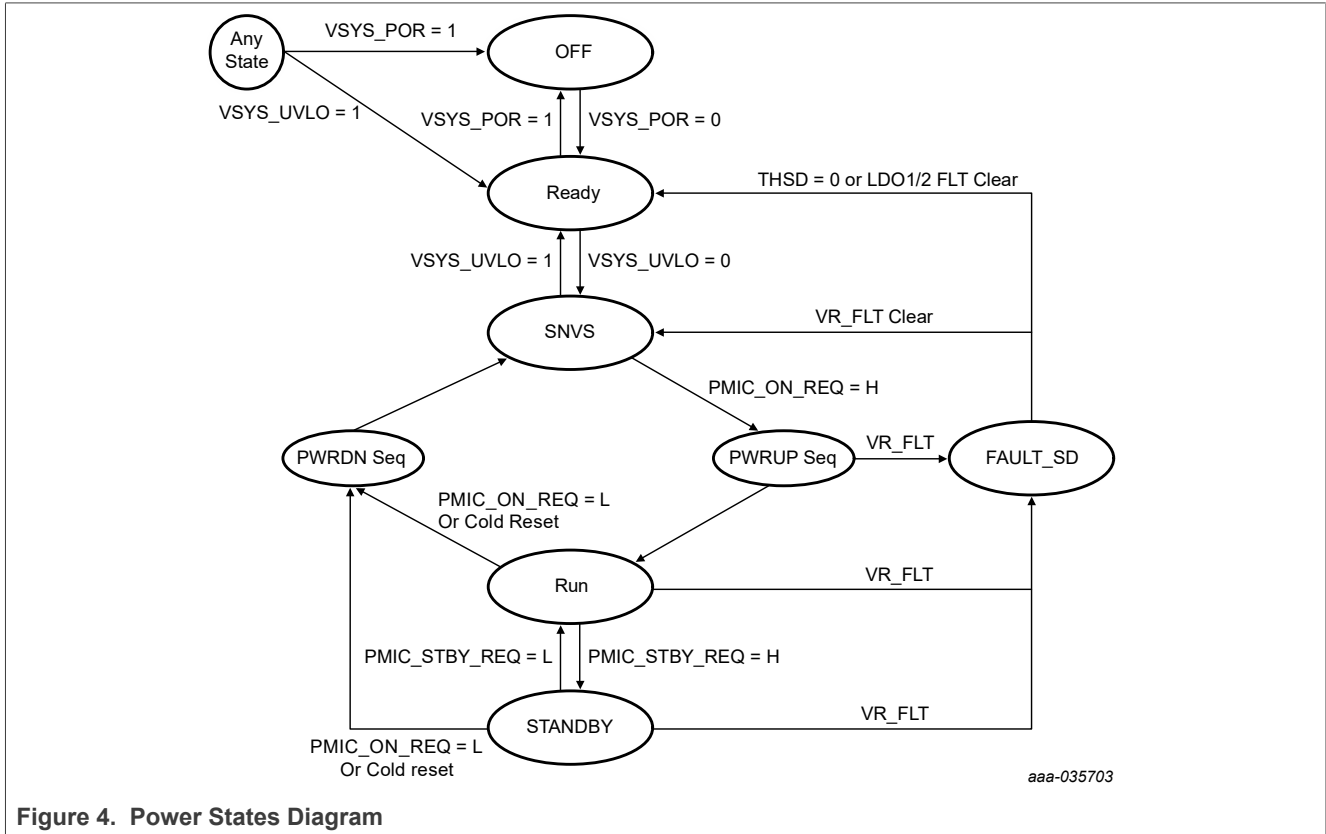 Any
State
VSYS_POR = 1
OFF
VSYS_UVLO = 1
VSYS_POR = 1
VSYS_POR = 0
Ready
THSD = 0 or LDO1/2 FLT Clear
VSYS_UVLO = 1
VSYS_UVLO = 0
SNVS
VR_FLT Clear
PMIC_ON_REQ = H
PWRDN Seq
PWRUP Seq
VR_FLT
FAULT_SD
PMIC_ON_REQ = L
Or Cold Reset
Run
VR_FLT
PMIC_STBY_REQ = L
PMIC_STBY_REQ = H
STANDBY
VR_FLT
PMIC_ON_REQ = L
Or Cold reset
aaa-035703
Figure 4. Power States Diagram